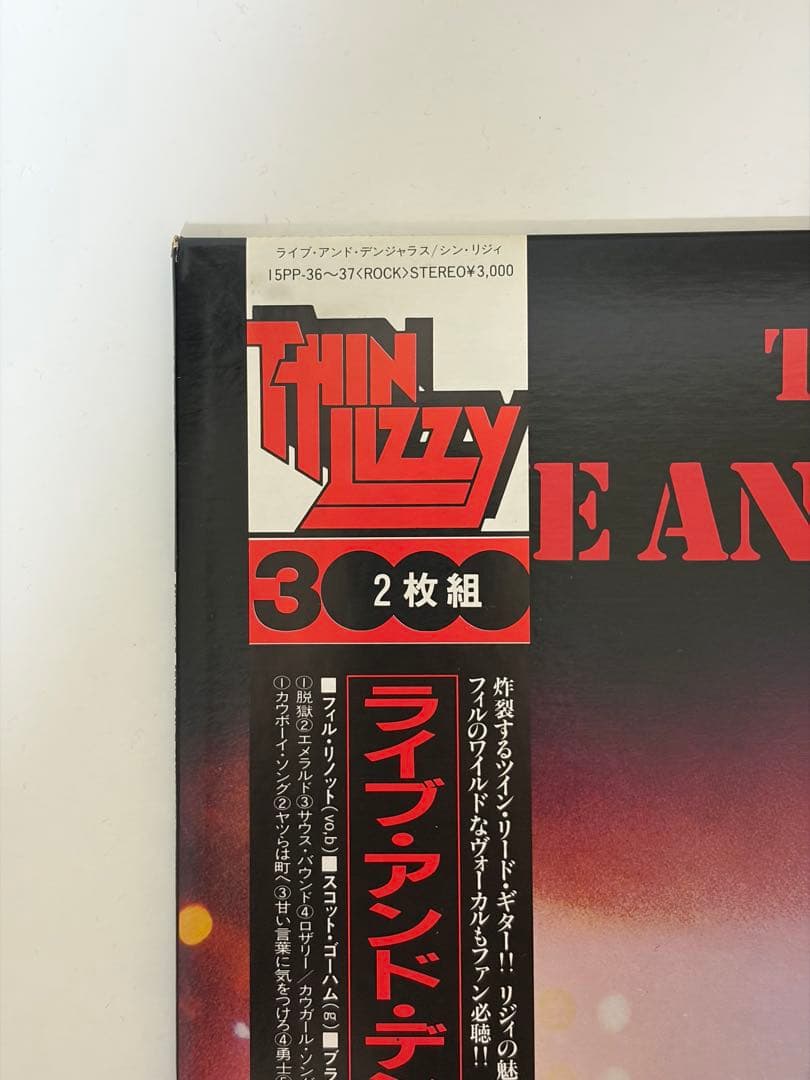 ライブ・アンド・デンジャラス/シン・リジィ
15PP-36〜37<ROCK>STEREO¥3,000
THIN
LIZZY
3000
2枚組
T
E AN
炸裂するツイン・リード・ギター!! リジィの魅
フィルのワイルドなヴォーカルもファン必聴!!
ライブ・アンド・デ
■フィル・リノット(vo,b)■スコット・ゴーハム(g)■ブラ
①脱獄②エメラルド③サウス・バウンド④ロザリー/カウガール・ソング
①カウボーイ・ソング②ヤツらは町へ③甘い言葉に気をつけろ④勇士⑤